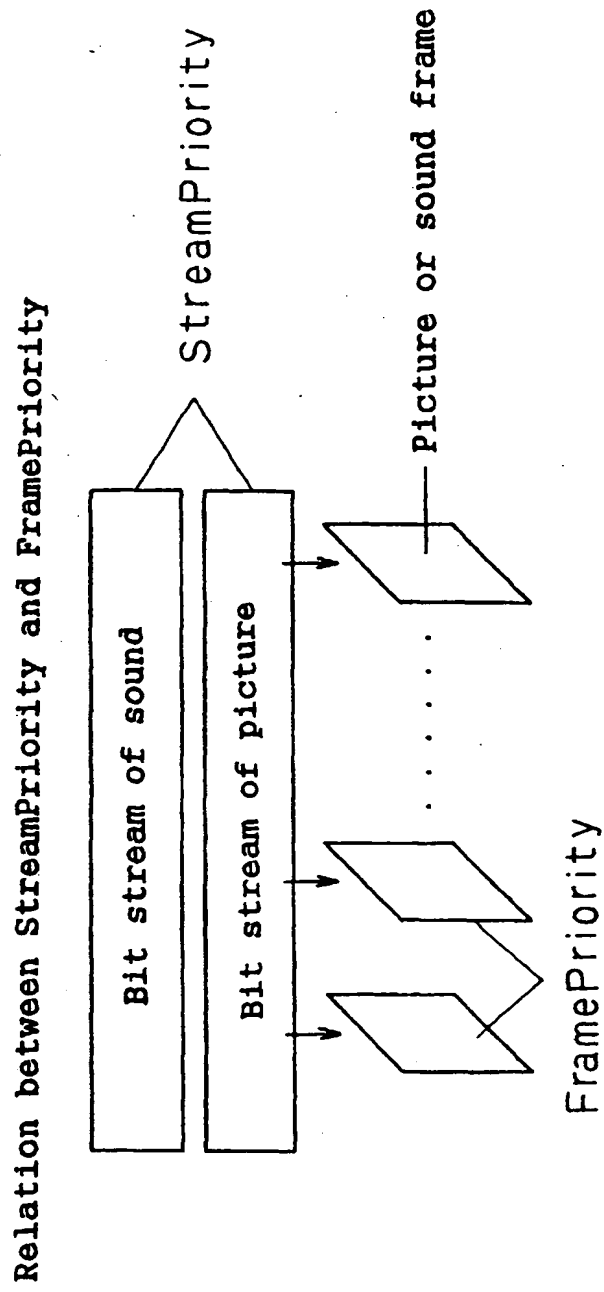 Relation between StreamPriority and FramePriority
Bit stream of sound
StreamPriority
Bit stream of picture
Picture or sound frame
. . . . . .
FramePriority